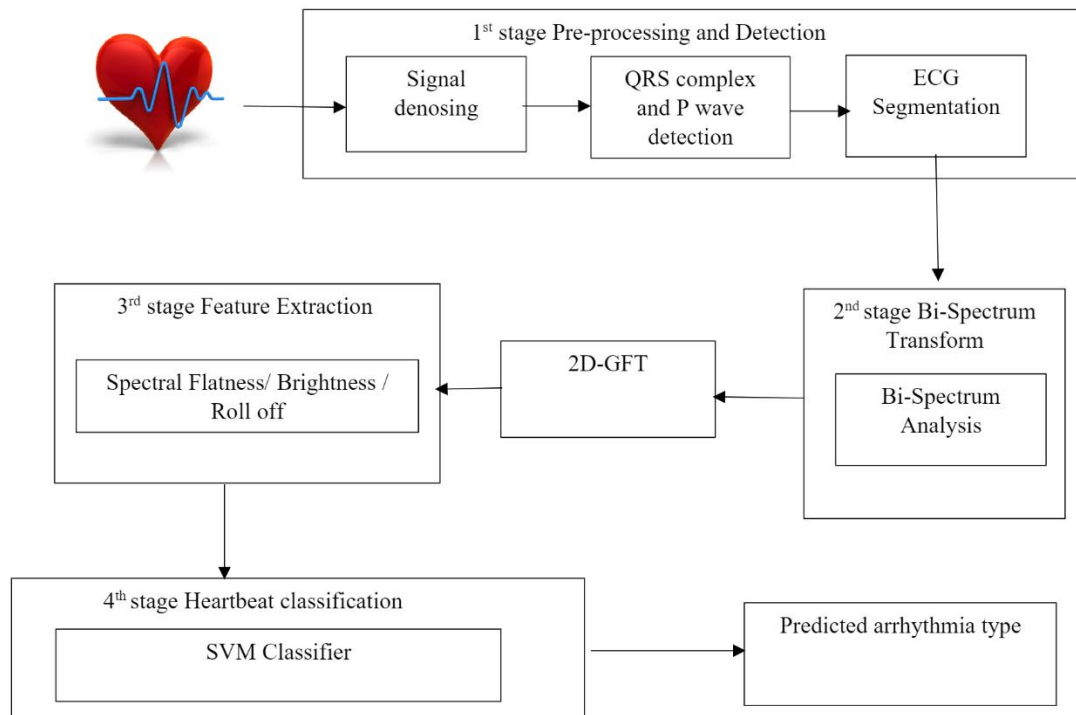 1st stage Pre-processing and Detection
Signal
denosing
QRS complex
and P wave
detection
ECG
Segmentation
2nd stage Bi-Spectrum
Transform
Bi-Spectrum
Analysis
2D-GFT
3rd stage Feature Extraction
Spectral Flatness/ Brightness /
Roll off
4th stage Heartbeat classification
SVM Classifier
Predicted arrhythmia type